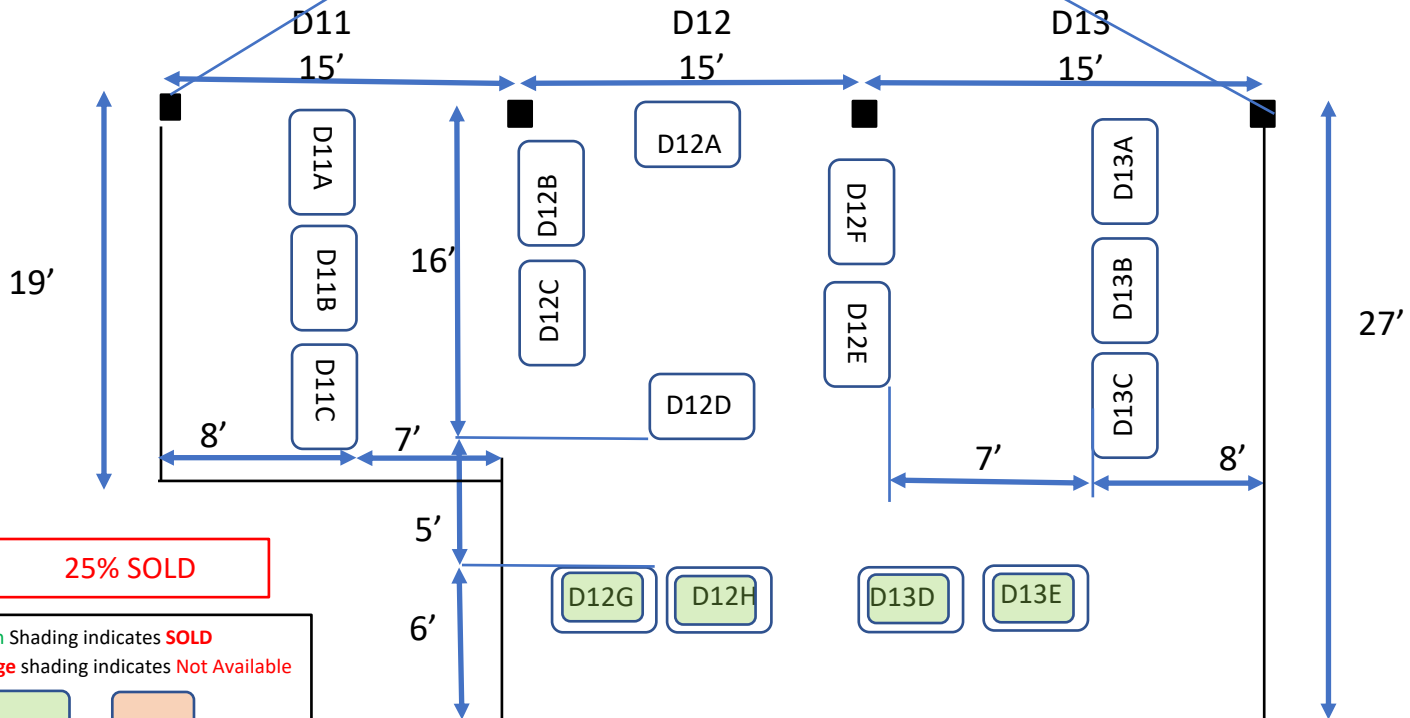 D11 D12 D13
15’ 15’ 15’
D11A
D11B
D11C
D12A
D12B
D12C
D12D
D12F
D12E
D13A
D13B
D13C
19’
16’
27’
8’ 7’
7’ 8’
5’
6’
D12G D12H D13D D13E
25% SOLD
Shading indicates SOLD
shading indicates Not Available